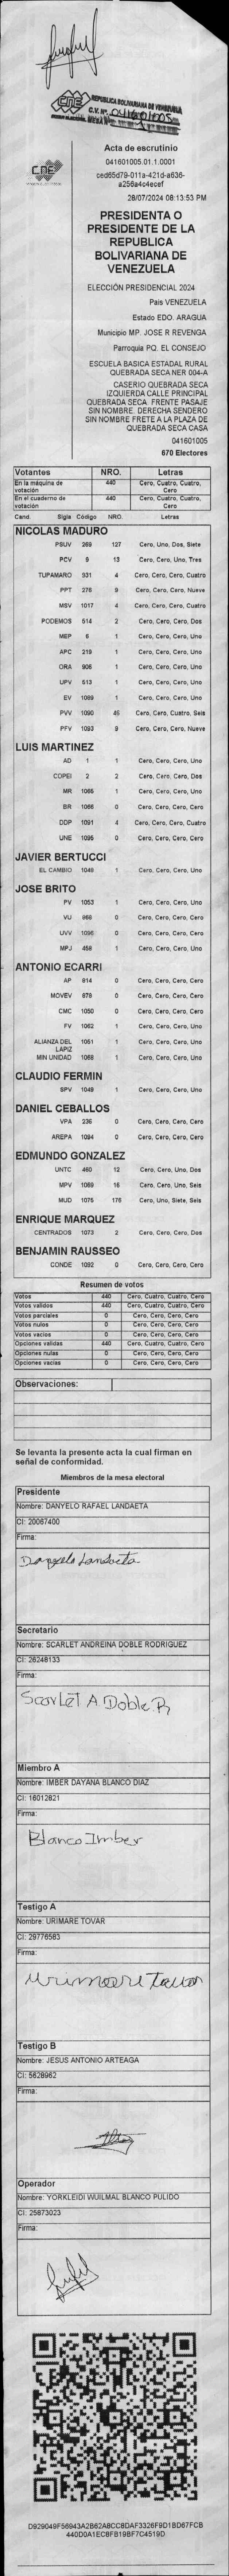 CNE
REPUBLICA BOLIVARIANA DE VENEZUELA
C.V. N° 041601005
Acta de escrutinio
041601005.01.1.0001
ced65d79-011a-421d-a636-
a256a4c4ecef
28/07/2024 08:13:53 PM
PRESIDENTA O
PRESIDENTE DE LA
REPUBLICA
BOLIVARIANA DE
VENEZUELA
ELECCIÓN PRESIDENCIAL 2024
País VENEZUELA
Estado EDO. ARAGUA
Municipio MP. JOSE R REVENGA
Parroquia PQ. EL CONSEJO
ESCUELA BASICA ESTADAL RURAL
QUEBRADA SECA NER 004-A
CASERIO QUEBRADA SECA
IZQUIERDA CALLE PRINCIPAL
QUEBRADA SECA. FRENTE PASAJE
SIN NOMBRE. DERECHA SENDERO
SIN NOMBRE FRETE A LA PLAZA DE
QUEBRADA SECA CASA
041601005
670 Electores
Votantes NRO. Letras
En la máquina de votación 440 Cero, Cuatro, Cuatro, Cero
En el cuaderno de votación 440 Cero, Cuatro, Cuatro, Cero
Cand. Sigla Código NRO. Letras
NICOLAS MADURO
PSUV 269 127 Cero, Uno, Dos, Siete
PCV 9 13 Cero, Cero, Uno, Tres
TUPAMARO 931 4 Cero, Cero, Cero, Cuatro
PPT 278 9 Cero, Cero, Cero, Nueve
MSV 1017 4 Cero, Cero, Cero, Cuatro
PODEMOS 514 2 Cero, Cero, Cero, Dos
MEP 6 1 Cero, Cero, Cero, Uno
APC 219 1 Cero, Cero, Cero, Uno
ORA 906 1 Cero, Cero, Cero, Uno
UPV 513 1 Cero, Cero, Cero, Uno
EV 1089 1 Cero, Cero, Cero, Uno
PVV 1090 46 Cero, Cero, Cuatro, Seis
PFV 1093 9 Cero, Cero, Cero, Nueve
LUIS MARTINEZ
AD 1 1 Cero, Cero, Cero, Uno
COPEI 2 2 Cero, Cero, Cero, Dos
MR 1065 1 Cero, Cero, Cero, Uno
BR 1066 0 Cero, Cero, Cero, Cero
DDP 1091 4 Cero, Cero, Cero, Cuatro
UNE 1095 0 Cero, Cero, Cero, Cero
JAVIER BERTUCCI
EL CAMBIO 1048 1 Cero, Cero, Cero, Uno
JOSE BRITO
PV 1053 1 Cero, Cero, Cero, Uno
VU 966 0 Cero, Cero, Cero, Cero
UVV 1096 0 Cero, Cero, Cero, Cero
MPJ 458 1 Cero, Cero, Cero, Uno
ANTONIO ECARRI
AP 814 0 Cero, Cero, Cero, Cero
MOVEV 878 0 Cero, Cero, Cero, Cero
CMC 1050 0 Cero, Cero, Cero, Cero
FV 1062 1 Cero, Cero, Cero, Uno
ALIANZA DEL LAPIZ 1051 1 Cero, Cero, Cero, Uno
MIN UNIDAD 1068 1 Cero, Cero, Cero, Uno
CLAUDIO FERMIN
SPV 1049 1 Cero, Cero, Cero, Uno
DANIEL CEBALLOS
VPA 236 0 Cero, Cero, Cero, Cero
AREPA 1094 0 Cero, Cero, Cero, Cero
EDMUNDO GONZALEZ
UNTC 460 12 Cero, Cero, Uno, Dos
MPV 1069 16 Cero, Cero, Uno, Seis
MUD 1075 176 Cero, Uno, Siete, Seis
ENRIQUE MARQUEZ
CENTRADOS 1073 2 Cero, Cero, Cero, Dos
BENJAMIN RAUSSEO
CONDE 1092 0 Cero, Cero, Cero, Cero
Resumen de votos
Votos 440 Cero, Cuatro, Cuatro, Cero
Votos validos 440 Cero, Cuatro, Cuatro, Cero
Votos parciales 0 Cero, Cero, Cero, Cero
Votos nulos 0 Cero, Cero, Cero, Cero
Votos vacios 0 Cero, Cero, Cero, Cero
Opciones validas 440 Cero, Cuatro, Cuatro, Cero
Opciones nulas 0 Cero, Cero, Cero, Cero
Opciones vacias 0 Cero, Cero, Cero, Cero
Observaciones:
Se levanta la presente acta la cual firman en
señal de conformidad.
Miembros de la mesa electoral
Presidente
Nombre: DANYELO RAFAEL LANDAETA
CI: 20067400
Firma:
Danyelo Landaeta
Secretario
Nombre: SCARLET ANDREINA DOBLE RODRIGUEZ
CI: 26248133
Firma:
Scarlet A Doble R
Miembro A
Nombre: IMBER DAYANA BLANCO DIAZ
CI: 16012821
Firma:
Blanco Imber
Testigo A
Nombre: URIMARE TOVAR
CI: 29776583
Firma:
Urimare Tovar
Testigo B
Nombre: JESUS ANTONIO ARTEAGA
CI: 5628962
Firma:
Operador
Nombre: YORKLEIDI WUILMAL BLANCO PULIDO
CI: 25873023
Firma:
D929049F56943A2B62A8CC8DAF3326F9D1BD67FCB
440D0A1EC8FB19BF7C4519D